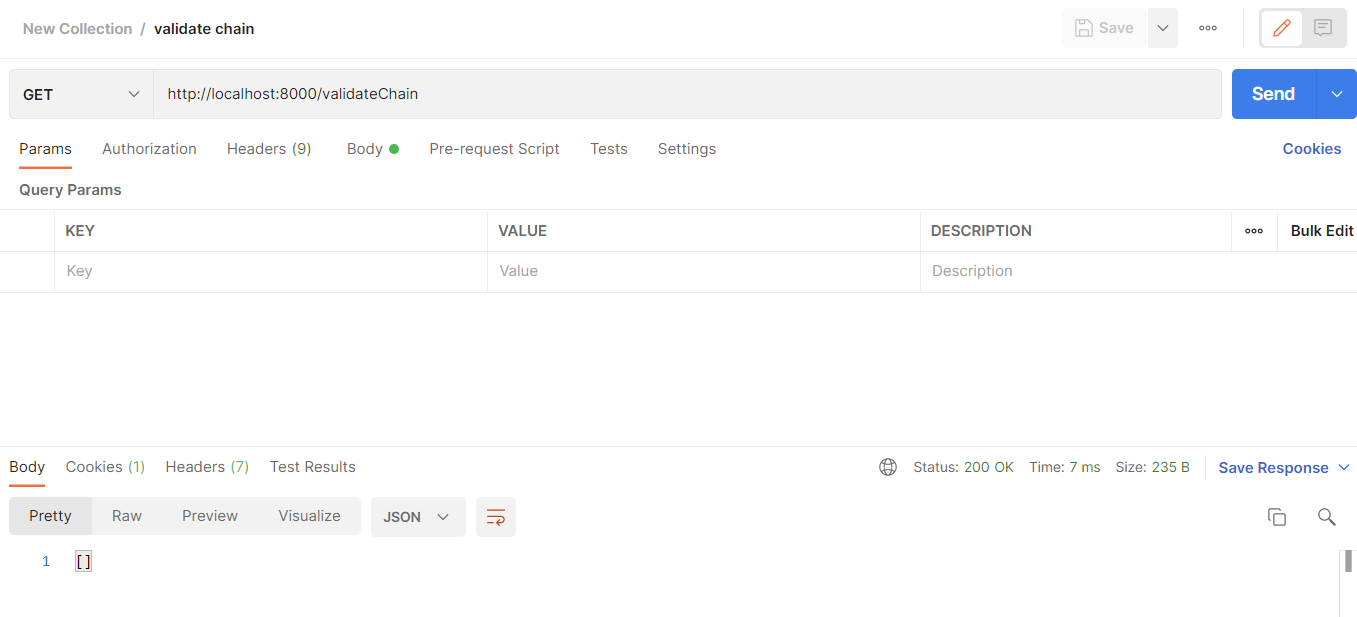 New Collection / validate chain
Save
GET http://localhost:8000/validateChain Send
Params Authorization Headers (9) Body Pre-request Script Tests Settings Cookies
Query Params
KEY VALUE DESCRIPTION Bulk Edit
Key Value Description
Body Cookies (1) Headers (7) Test Results Status: 200 OK Time: 7 ms Size: 235 B Save Response
Pretty Raw Preview Visualize JSON
1 []